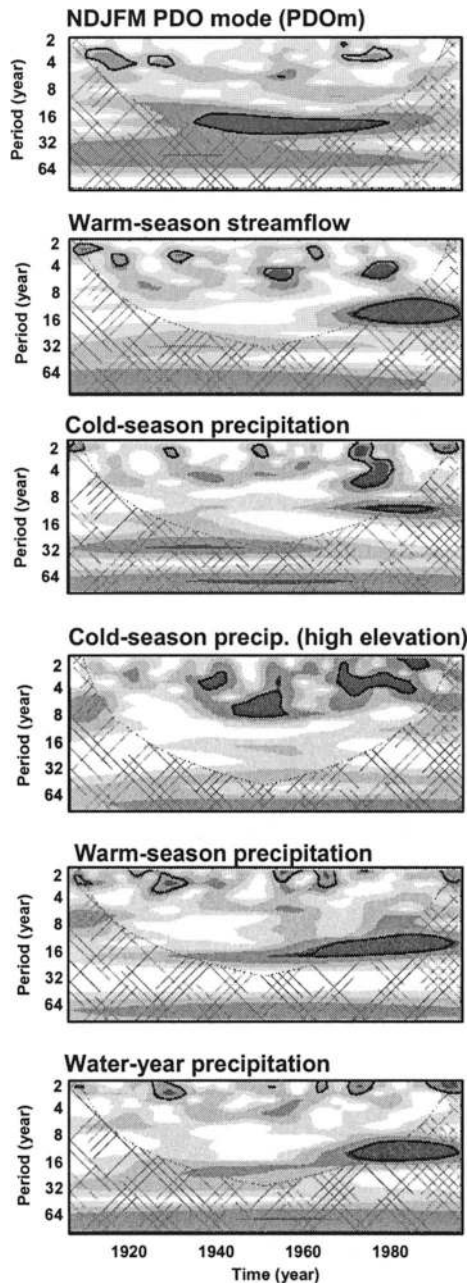 NDJFM PDO mode (PDOm)
Period (year)
2
4
8
16
32
64
Warm-season streamflow
Period (year)
2
4
8
16
32
64
Cold-season precipitation
Period (year)
2
4
8
16
32
64
Cold-season precip. (high elevation)
Period (year)
2
4
8
16
32
64
Warm-season precipitation
Period (year)
2
4
8
16
32
64
Water-year precipitation
Period (year)
2
4
8
16
32
64
1920 1940 1960 1980
Time (year)